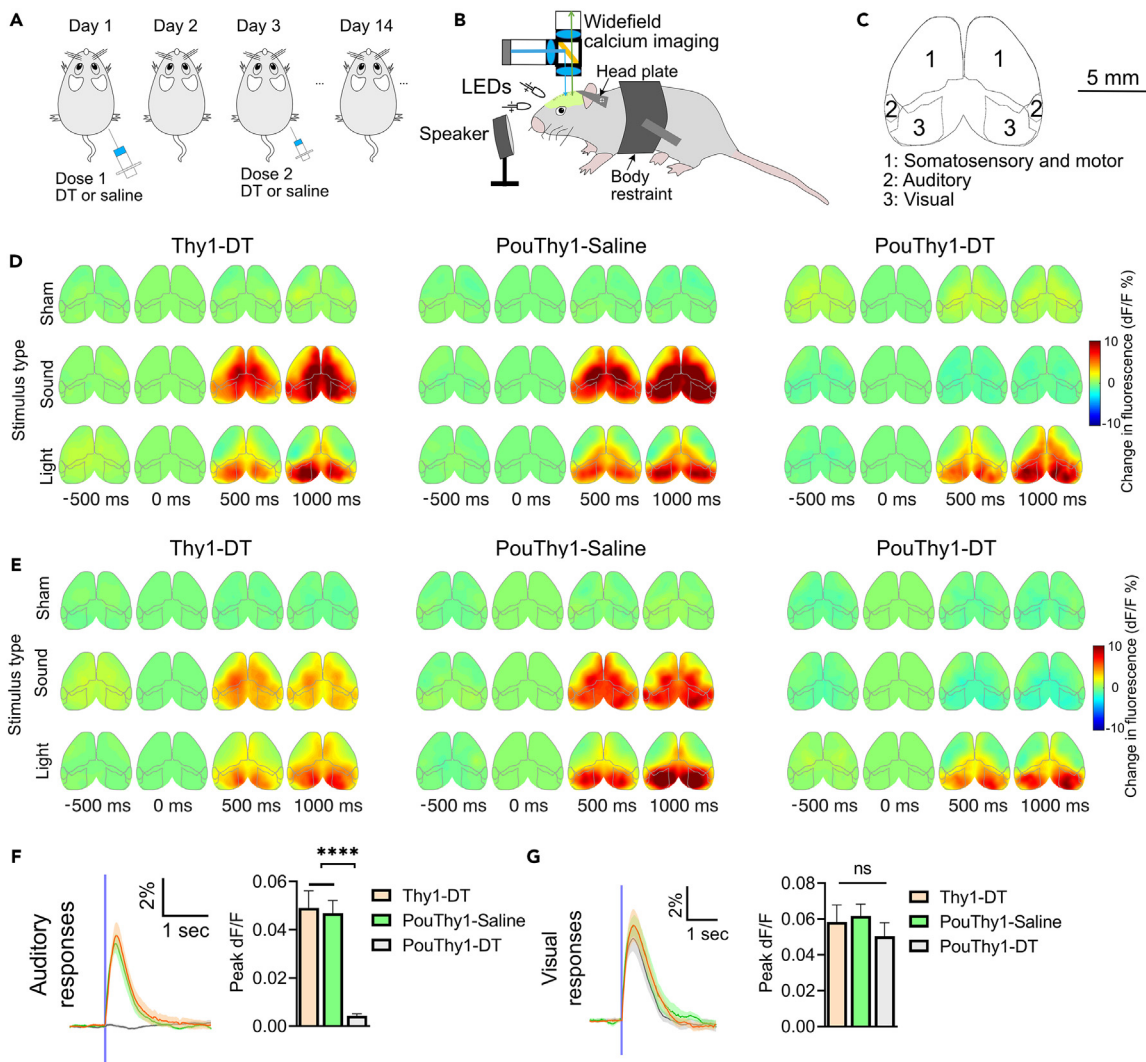 A
Day 1
Day 2
Day 3
Day 14
...
...
Dose 1
DT or saline
Dose 2
DT or saline
B
Widefield
calcium imaging
Head plate
LEDs
Speaker
Body
restraint
C
1
1
2
2
3
3
5 mm
1: Somatosensory and motor
2: Auditory
3: Visual
D
Thy1-DT
PouThy1-Saline
PouThy1-DT
Stimulus type
Sham
Sound
Light
-500 ms
0 ms
500 ms
1000 ms
-500 ms
0 ms
500 ms
1000 ms
-500 ms
0 ms
500 ms
1000 ms
10
0
-10
Change in fluorescence (dF/F %)
E
Thy1-DT
PouThy1-Saline
PouThy1-DT
Stimulus type
Sham
Sound
Light
-500 ms
0 ms
500 ms
1000 ms
-500 ms
0 ms
500 ms
1000 ms
-500 ms
0 ms
500 ms
1000 ms
10
0
-10
Change in fluorescence (dF/F %)
F
Auditory
responses
2%
1 sec
Peak dF/F
0.06
0.04
0.02
0.00
****
Thy1-DT
PouThy1-Saline
PouThy1-DT
G
Visual
responses
2%
1 sec
Peak dF/F
0.08
0.06
0.04
0.02
0.00
ns
Thy1-DT
PouThy1-Saline
PouThy1-DT